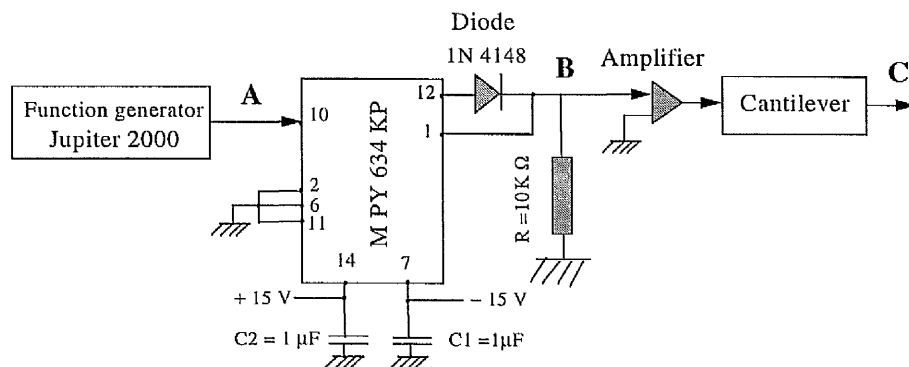 Diode
1N 4148
Amplifier
A
B
C
Function generator
Jupiter 2000
10
12
1
2
6
11
14
7
M PY 634 KP
Cantilever
R = 10K Ω
+ 15 V
− 15 V
C2 = 1 µF
C1 = 1µF